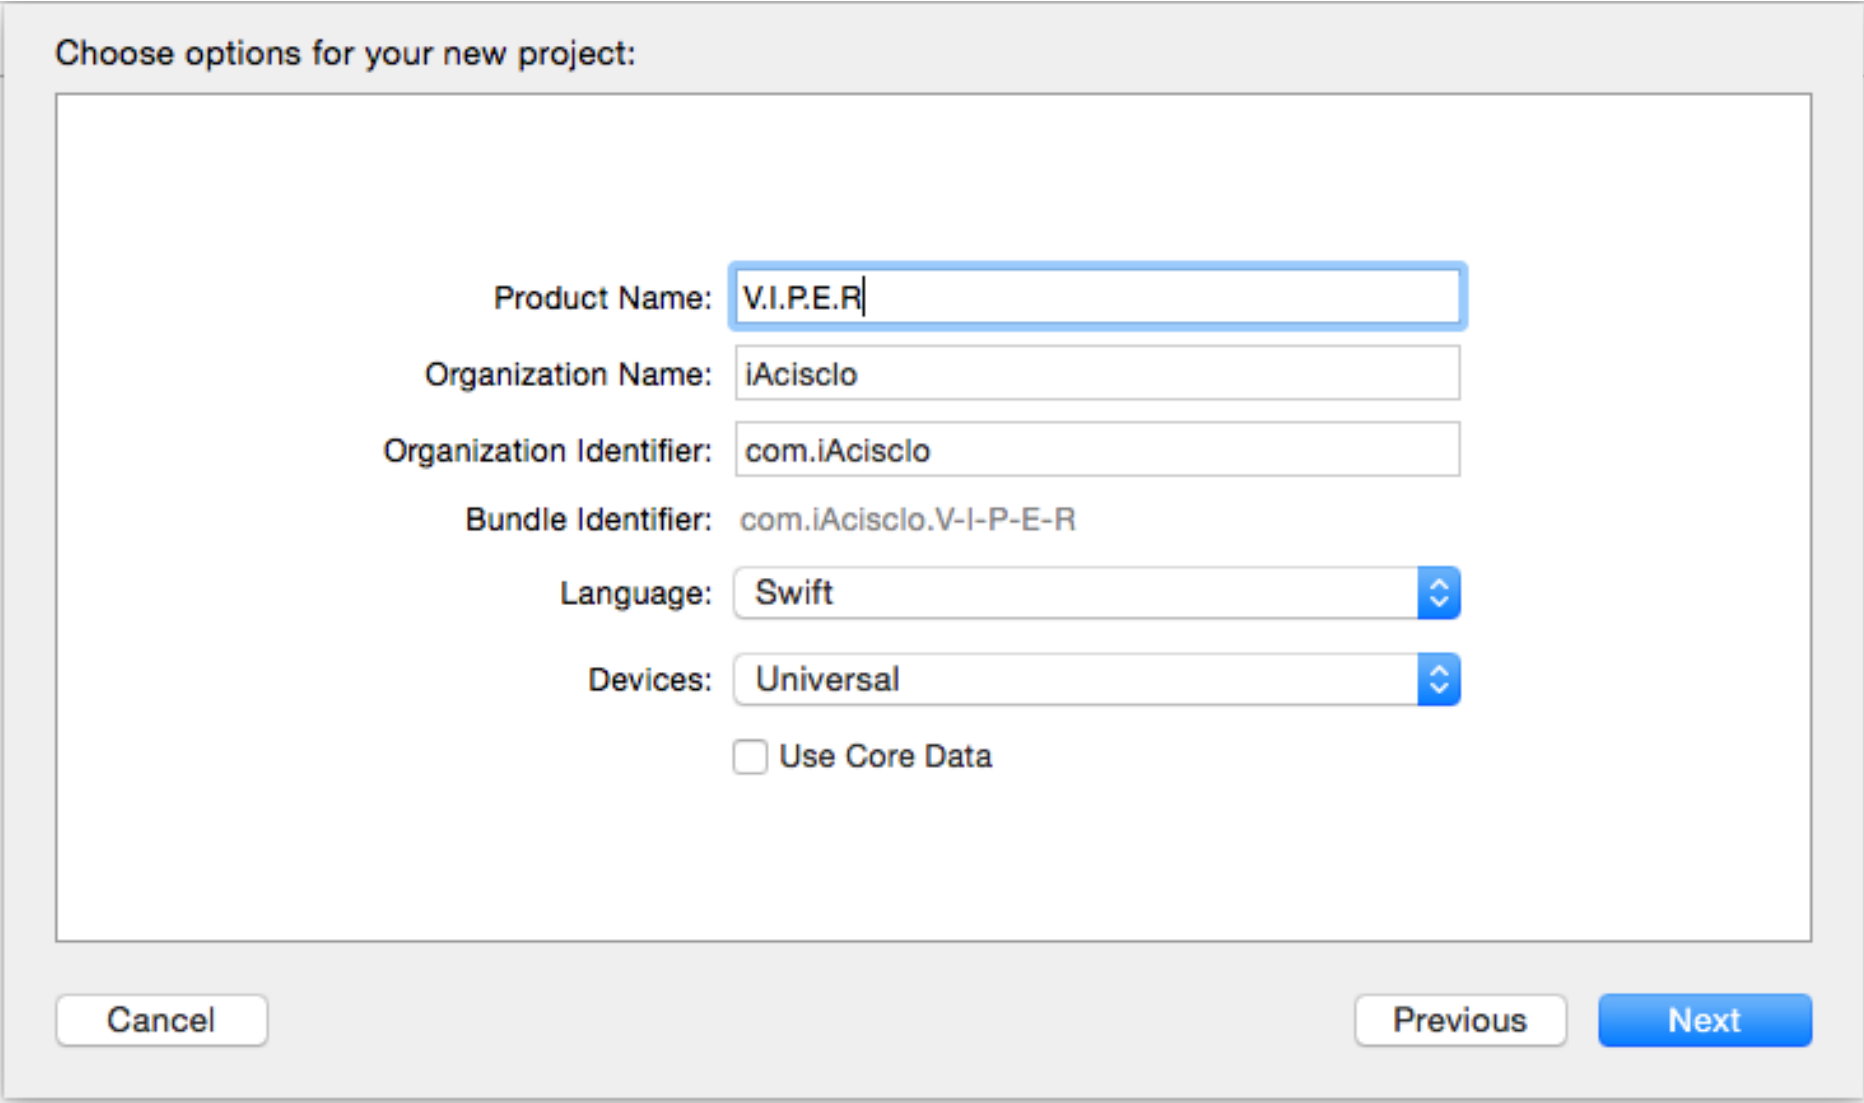 Choose options for your new project:
Product Name: V.I.P.E.R
Organization Name: iAcisclo
Organization Identifier: com.iAcisclo
Bundle Identifier: com.iAcisclo.V-I-P-E-R
Language: Swift
Devices: Universal
Use Core Data
Cancel Previous Next